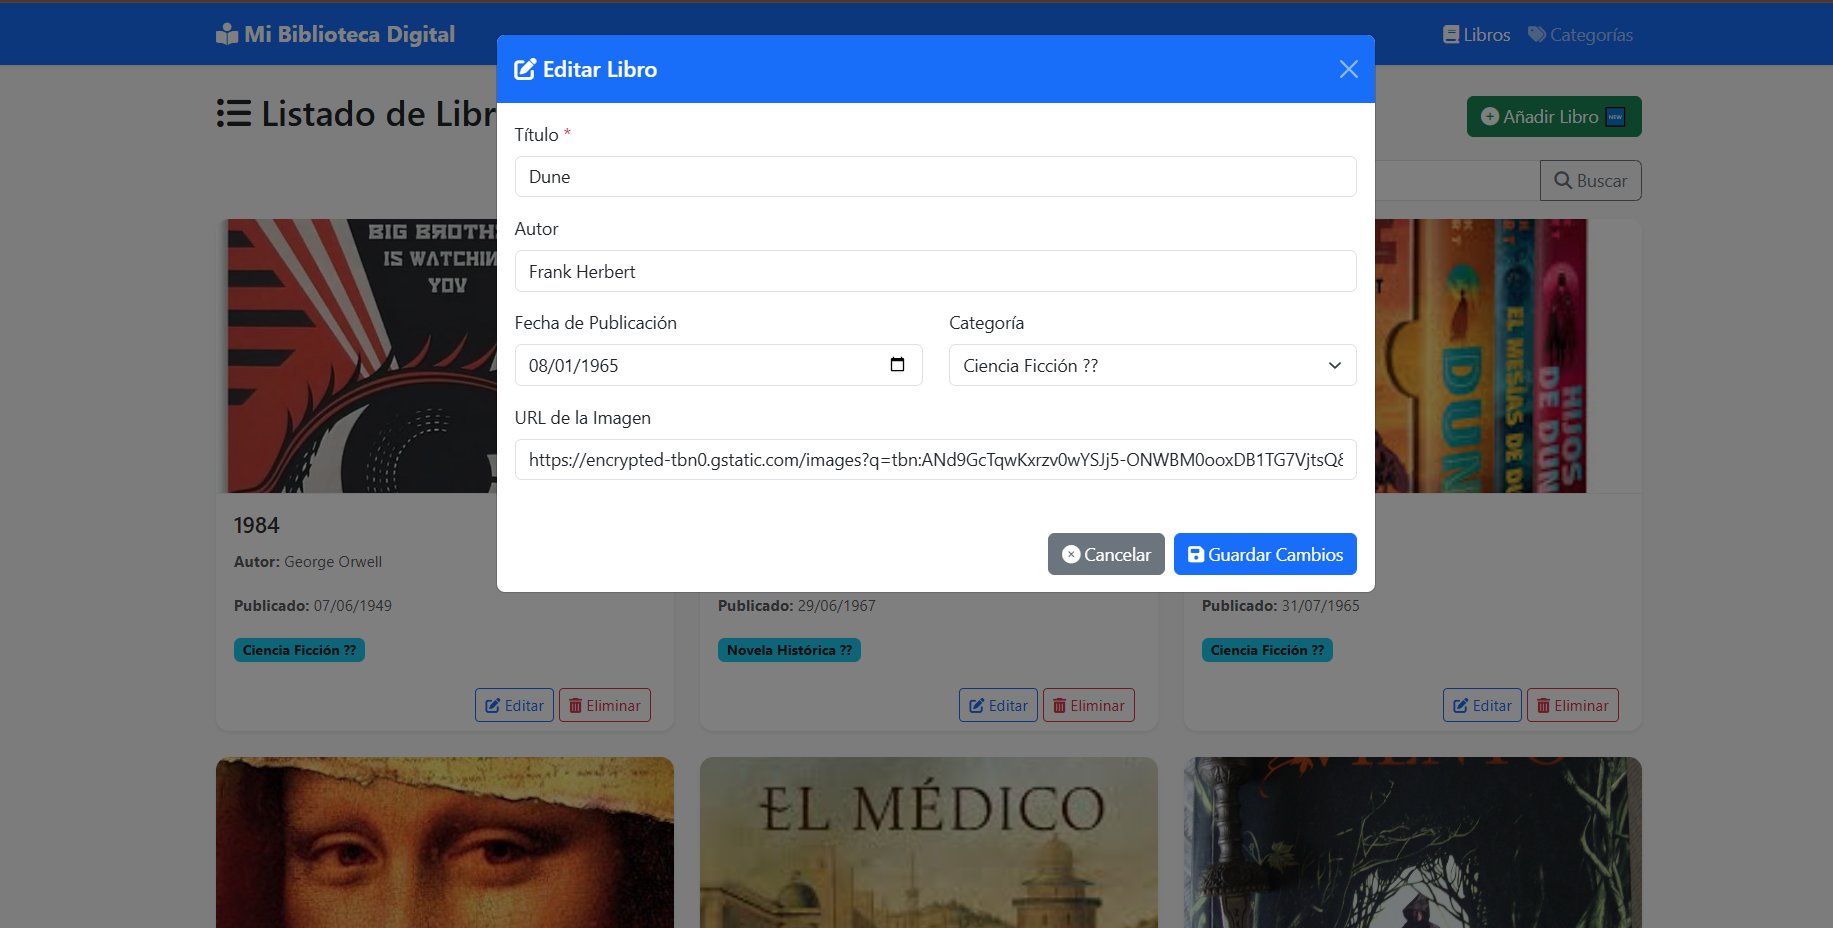 Mi Biblioteca Digital
Libros
Categorías
Editar Libro
Listado de Libr
Añadir Libro NEW
Título *
Dune
Buscar
Autor
Frank Herbert
Fecha de Publicación
Categoría
08/01/1965
Ciencia Ficción ??
URL de la Imagen
https://encrypted-tbn0.gstatic.com/images?q=tbn:ANd9GcTqwKxrzv0wYSJj5-ONWBM0ooxDB1TG7VjtsQ&
Cancelar
Guardar Cambios
BIG BROTH
IS WATCHIN
YOV
DUN
EL MESÍAS DE DU
HIJOS
DE DUN
1984
Autor: George Orwell
Publicado: 07/06/1949
Ciencia Ficción ??
Editar
Eliminar
Publicado: 29/06/1967
Novela Histórica ??
Editar
Eliminar
Publicado: 31/07/1965
Ciencia Ficción ??
Editar
Eliminar
EL MÉDICO